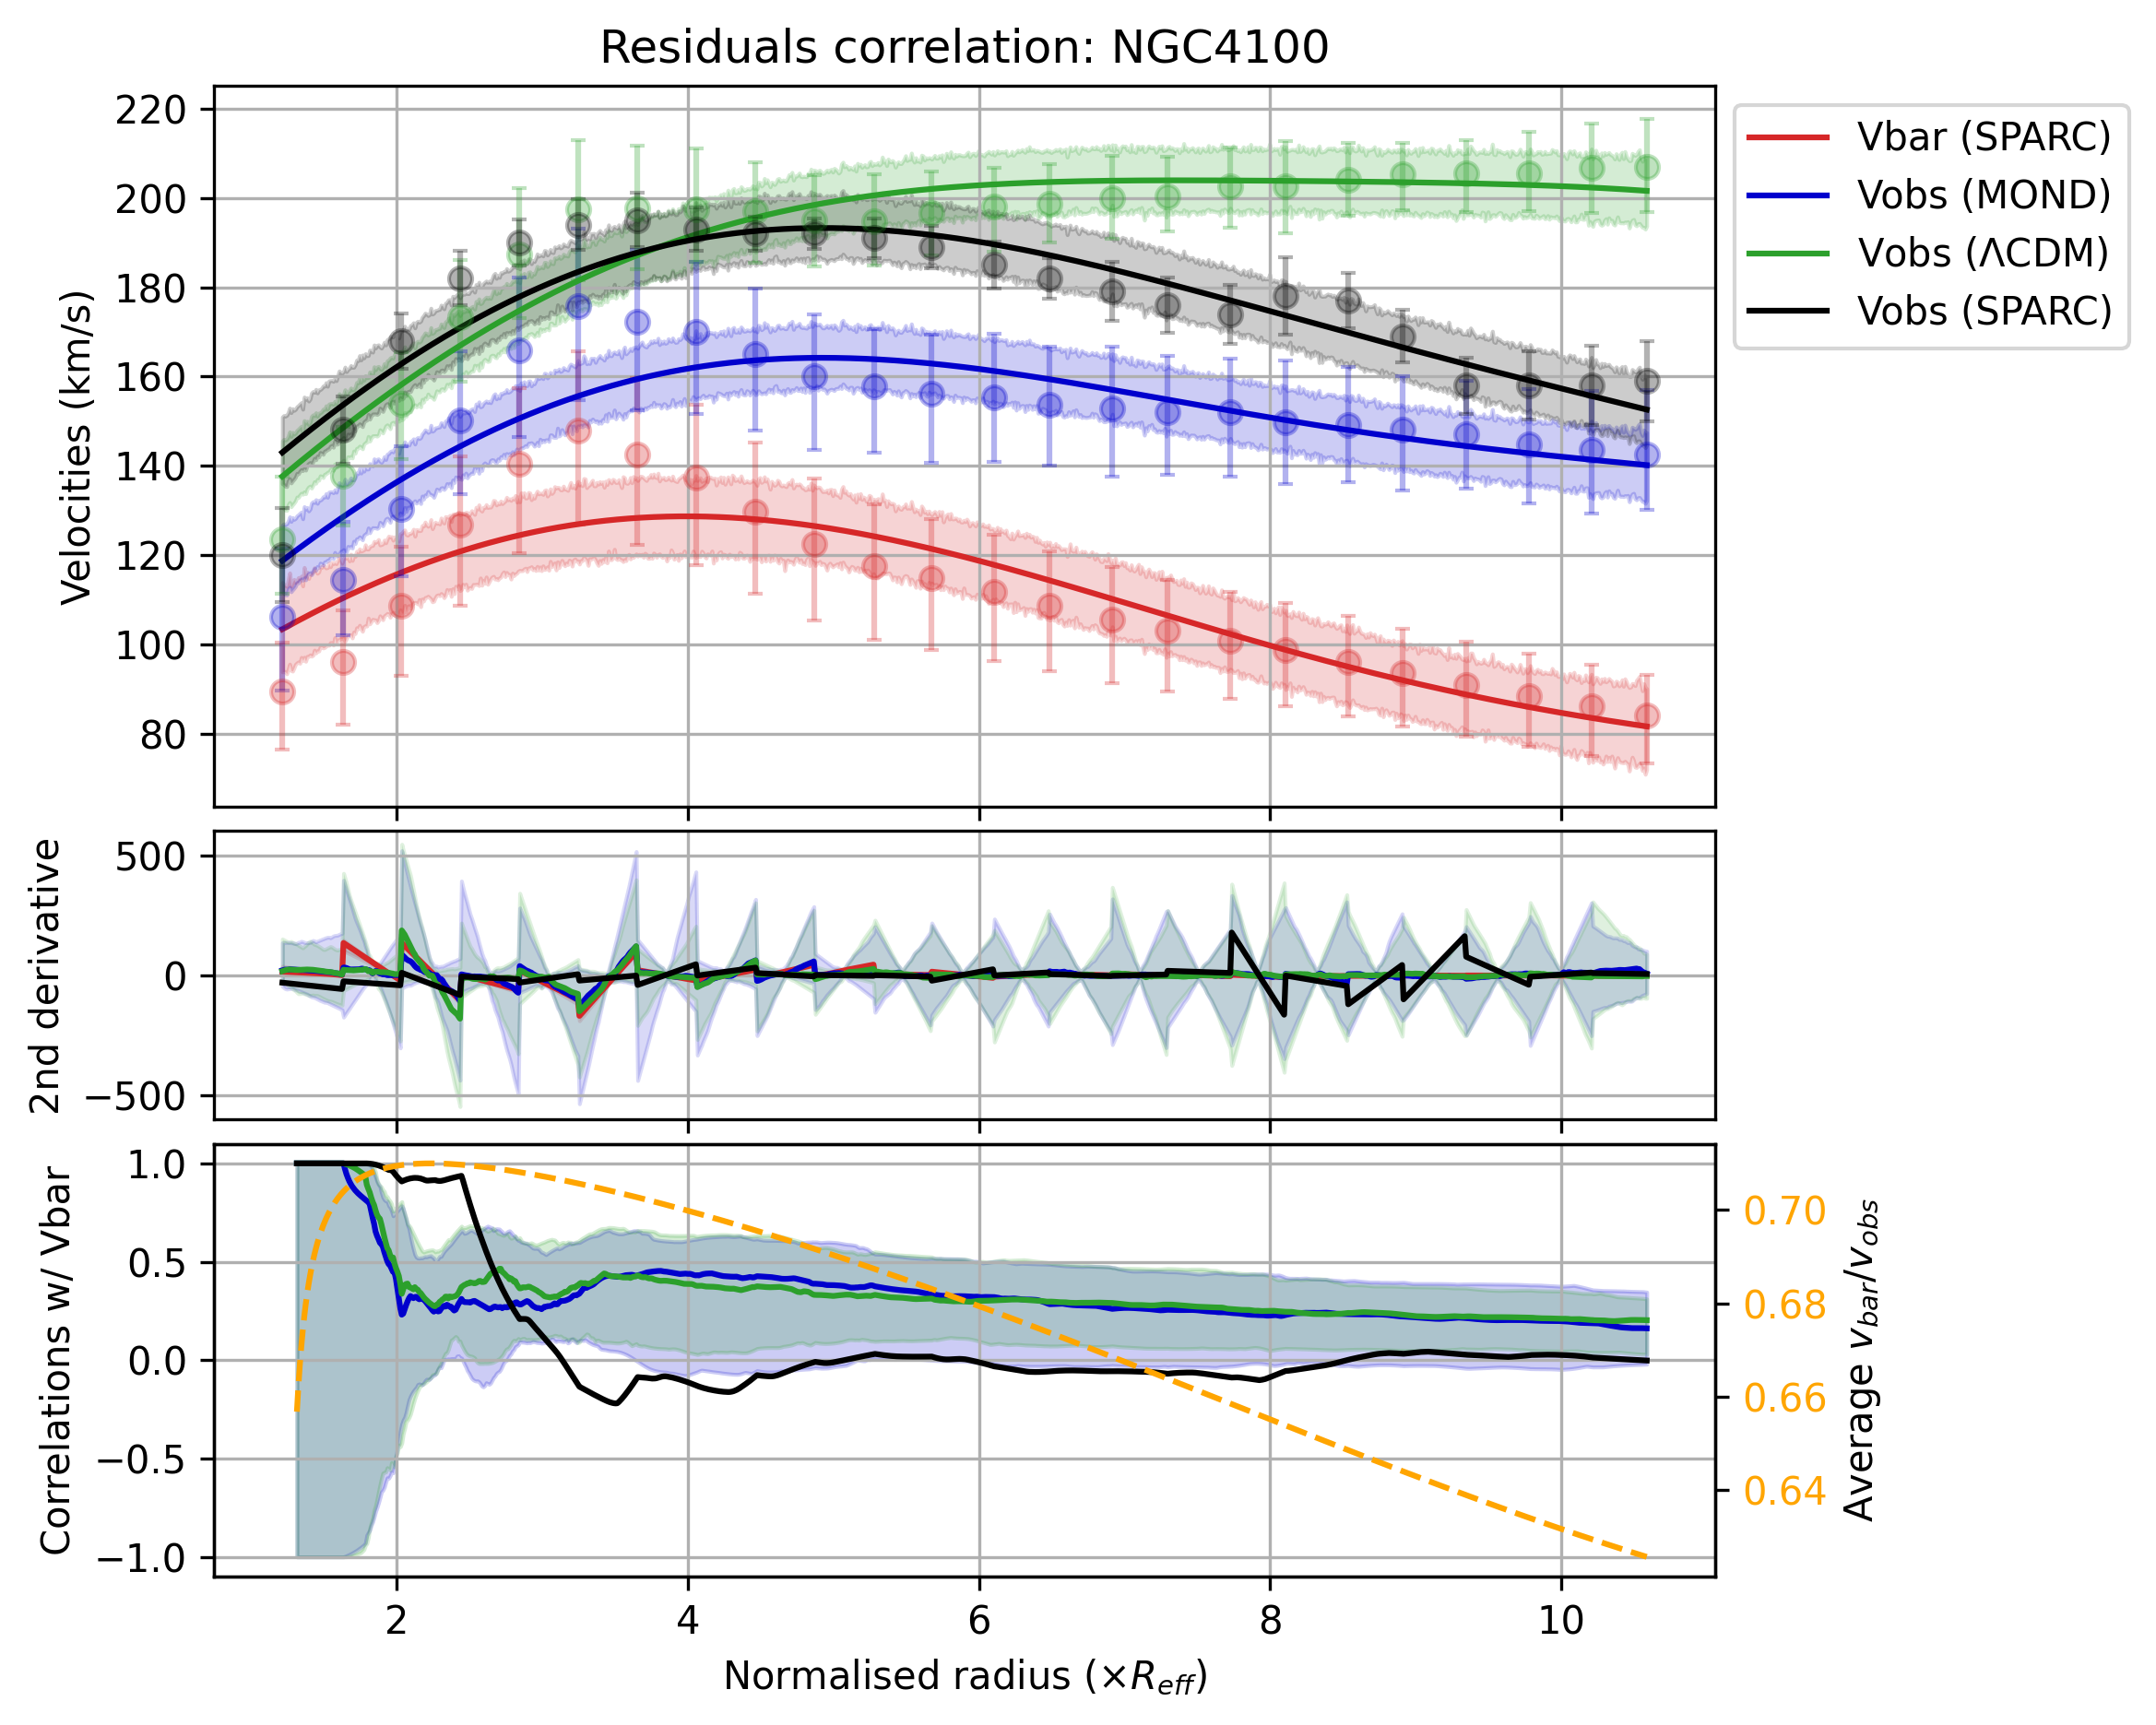 Residuals correlation: NGC4100
220
200
180
160
140
120
100
80
Velocities (km/s)
Vbar (SPARC)
Vobs (MOND)
Vobs (ΛCDM)
Vobs (SPARC)
500
0
−500
2nd derivative
1.0
0.5
0.0
−0.5
−1.0
Correlations w/ Vbar
0.70
0.68
0.66
0.64
Average v_bar/v_obs
2
4
6
8
10
Normalised radius (×R_eff)